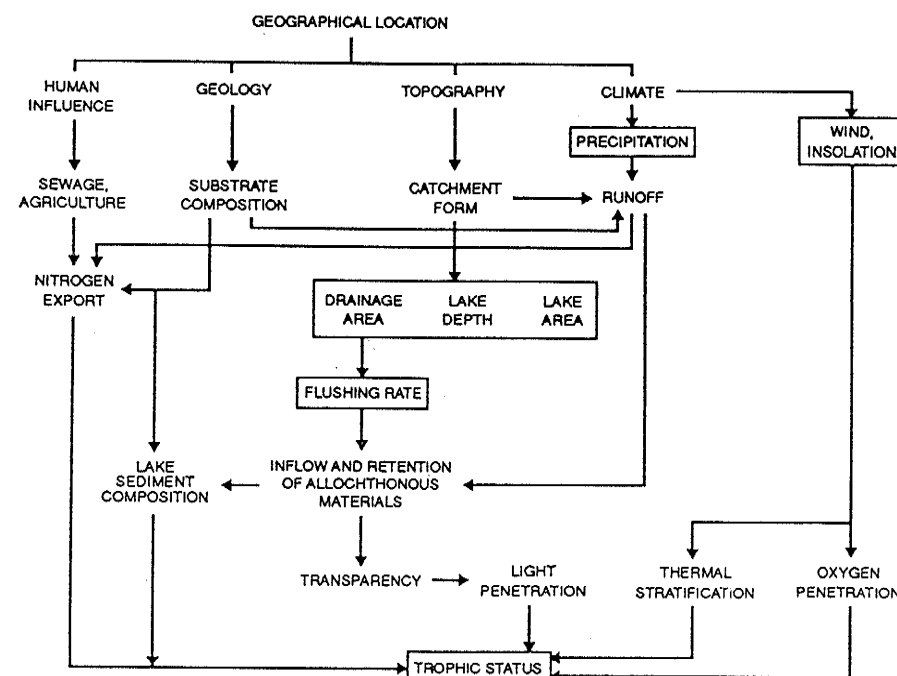 GEOGRAPHICAL LOCATION
HUMAN
INFLUENCE
GEOLOGY
TOPOGRAPHY
CLIMATE
PRECIPITATION
WIND,
INSOLATION
SEWAGE,
AGRICULTURE
SUBSTRATE
COMPOSITION
CATCHMENT
FORM
RUNOFF
NITROGEN
EXPORT
DRAINAGE
AREA
LAKE
DEPTH
LAKE
AREA
FLUSHING RATE
LAKE
SEDIMENT
COMPOSITION
INFLOW AND RETENTION
OF ALLOCHTHONOUS
MATERIALS
TRANSPARENCY
LIGHT
PENETRATION
THERMAL
STRATIFICATION
OXYGEN
PENETRATION
TROPHIC STATUS